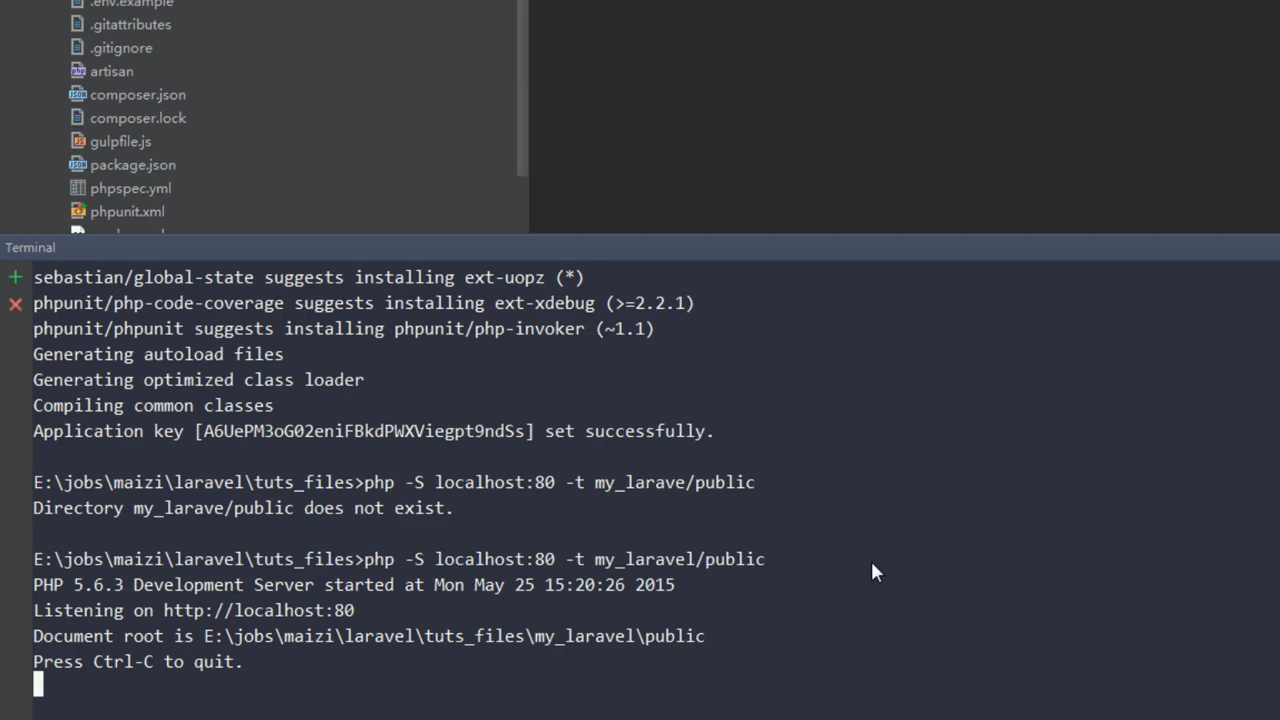 .env.example
.gitattributes
.gitignore
artisan
composer.json
composer.lock
gulpfile.js
package.json
phpspec.yml
phpunit.xml
Terminal
sebastian/global-state suggests installing ext-uopz (*)
phpunit/php-code-coverage suggests installing ext-xdebug (>=2.2.1)
phpunit/phpunit suggests installing phpunit/php-invoker (~1.1)
Generating autoload files
Generating optimized class loader
Compiling common classes
Application key [A6UePM3oG02eniFBkdPWXViegpt9ndSs] set successfully.
E:\jobs\maizi\laravel\tuts_files>php -S localhost:80 -t my_larave/public
Directory my_larave/public does not exist.
E:\jobs\maizi\laravel\tuts_files>php -S localhost:80 -t my_laravel/public
PHP 5.6.3 Development Server started at Mon May 25 15:20:26 2015
Listening on http://localhost:80
Document root is E:\jobs\maizi\laravel\tuts_files\my_laravel\public
Press Ctrl-C to quit.